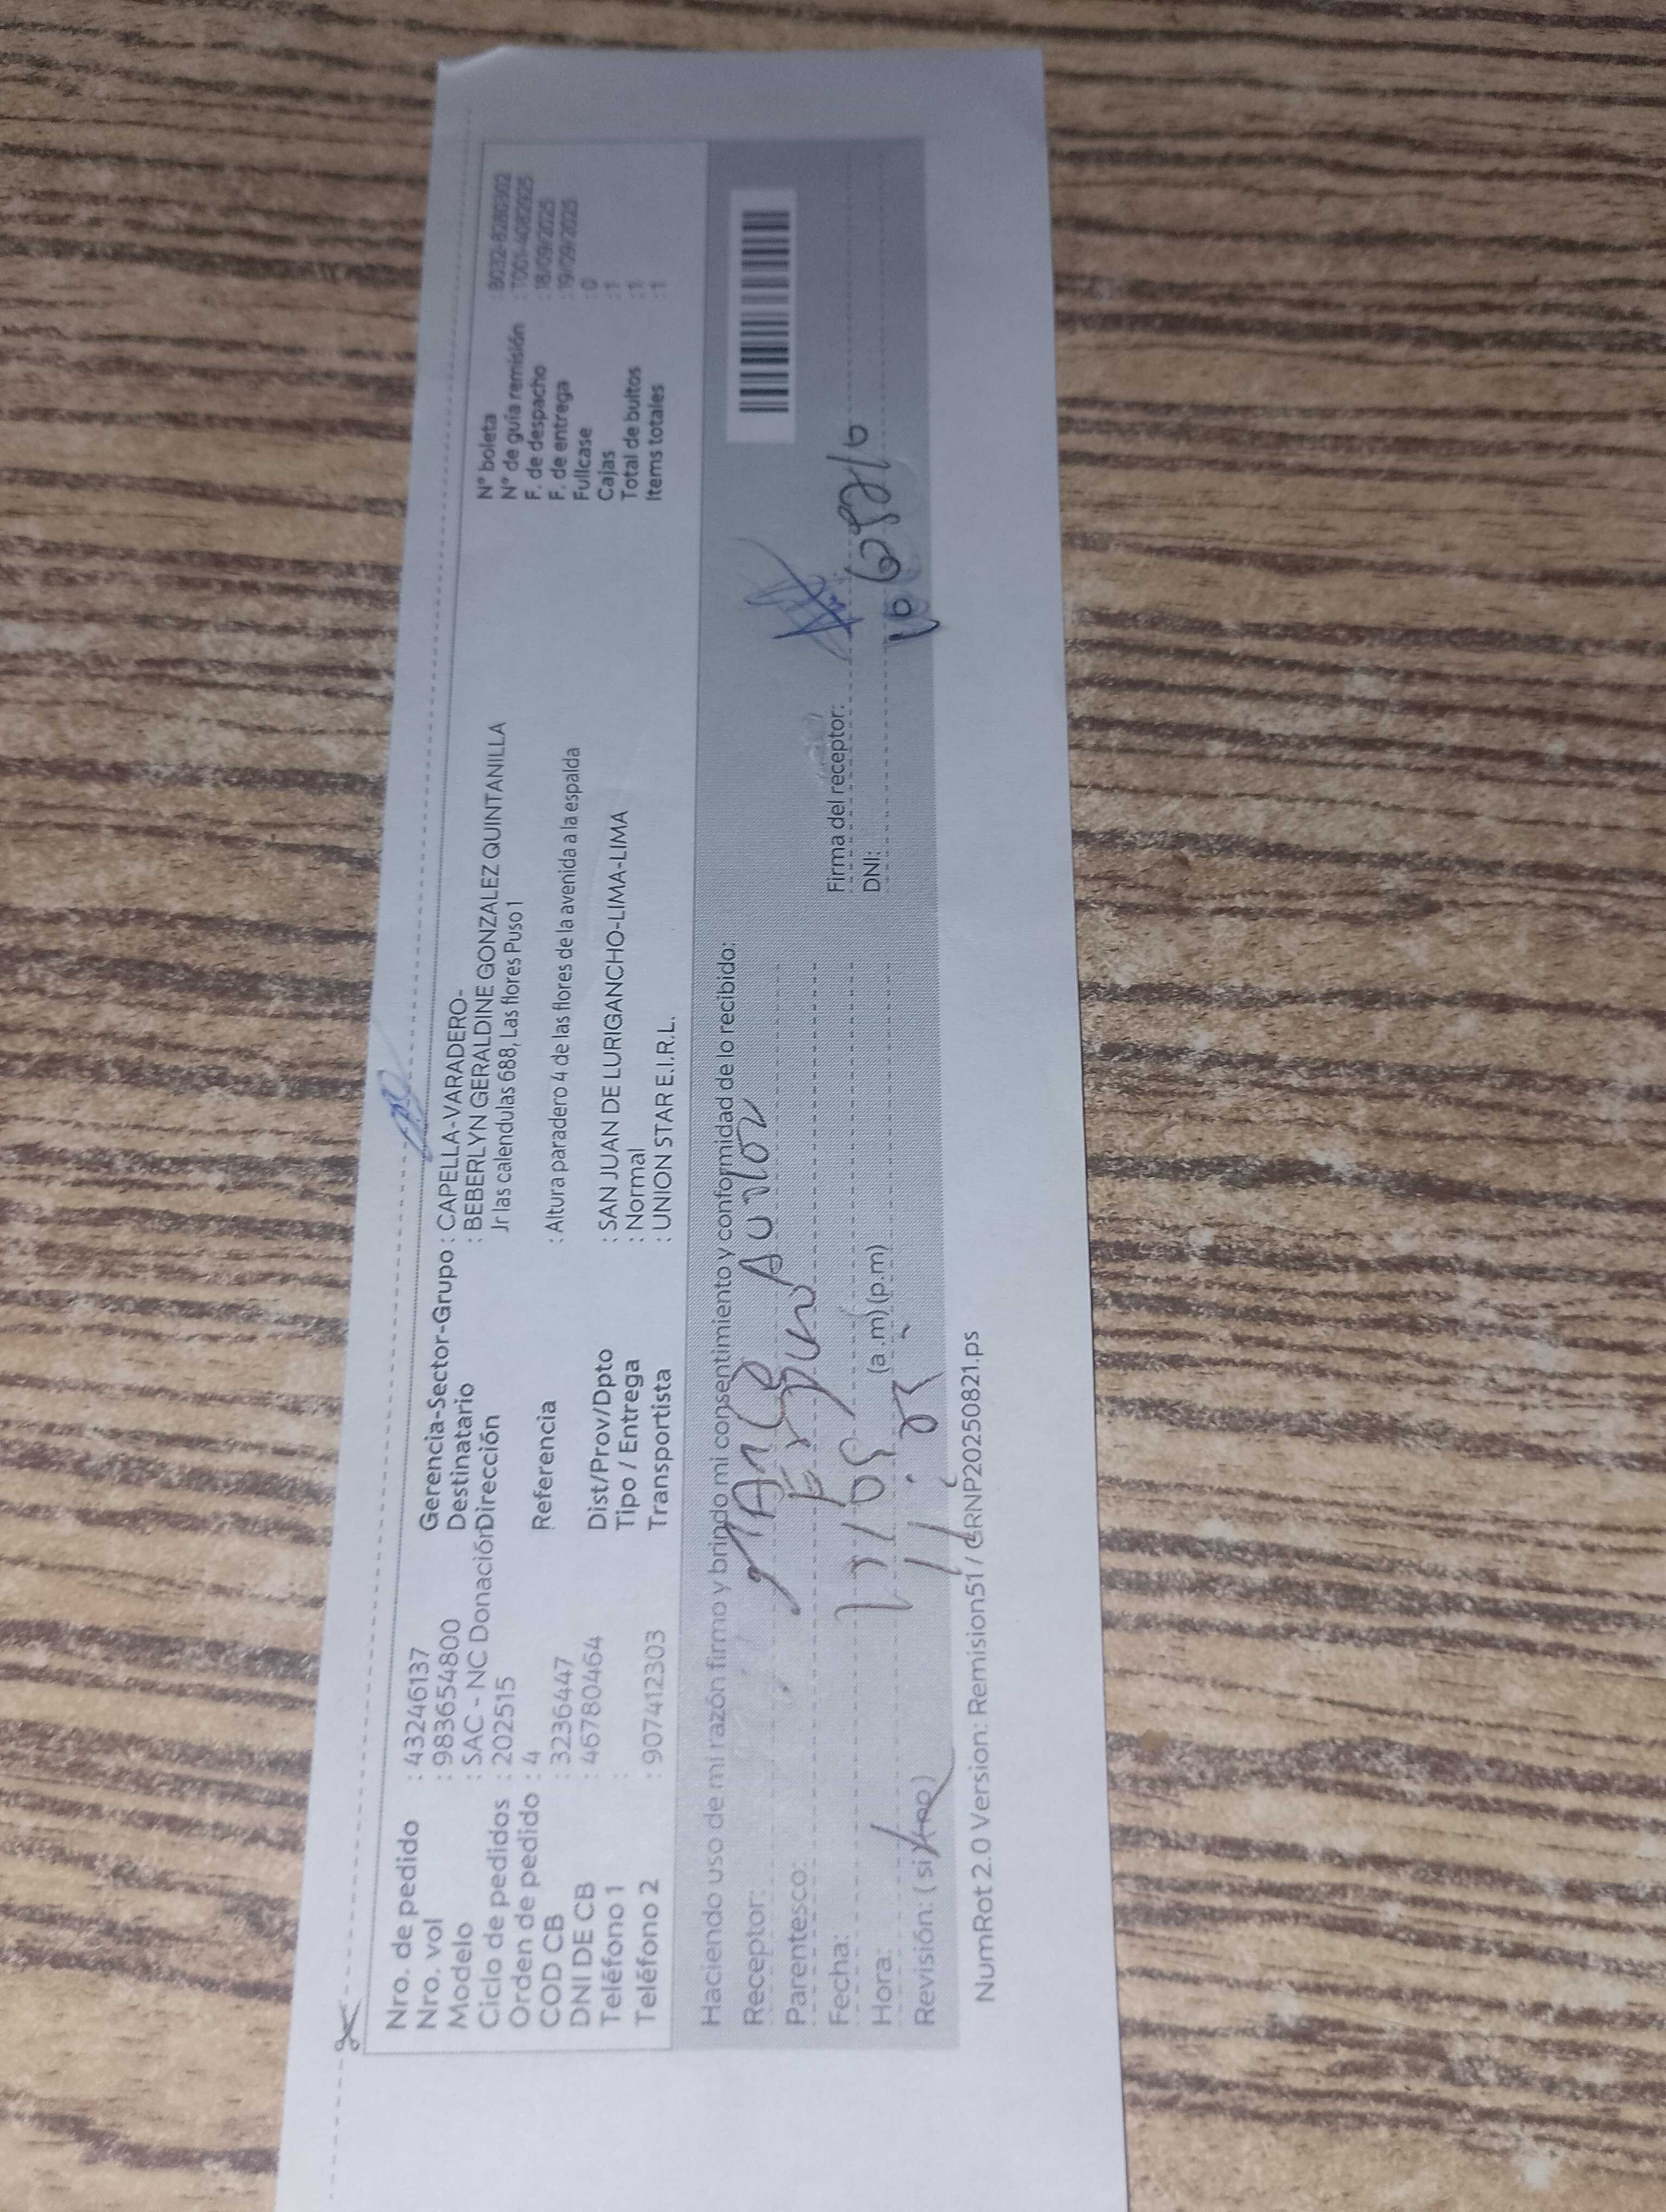 Nro. de pedido : 43246137
Nro. vol : 983654800
Modelo : SAC - NC Donación
Ciclo de pedidos : 202515
Orden de pedido : 4
COD CB : 3236447
DNI DE CB : 46780464
Teléfono 1 :
Teléfono 2 : 907412303
Gerencia-Sector-Grupo : CAPELLA-VARADERO-
Destinatario : BEBERLYN GERALDINE GONZALEZ QUINTANILLA
Dirección Jr las calendulas 688, Las flores Puso 1
Referencia : Altura paradero 4 de las flores de la avenida a la espalda
Dist/Prov/Dpto : SAN JUAN DE LURIGANCHO-LIMA-LIMA
Tipo / Entrega : Normal
Transportista : UNION STAR E.I.R.L.
N° boleta
N° de guía remisión
F. de despacho : 18/09/2025
F. de entrega : 19/09/2025
Fullcase : 0
Cajas : 1
Total de bultos : 1
Items totales : 1
Haciendo uso de mi razón firmo y brindo mi consentimiento y conformidad de lo recibido:
Receptor:
Parentesco:
Fecha:
Hora: (a.m) (p.m)
Revisión: ( si
Firma del receptor:
DNI:
NumRot 2.0 Version: Remision51 / GRNP20250821.ps